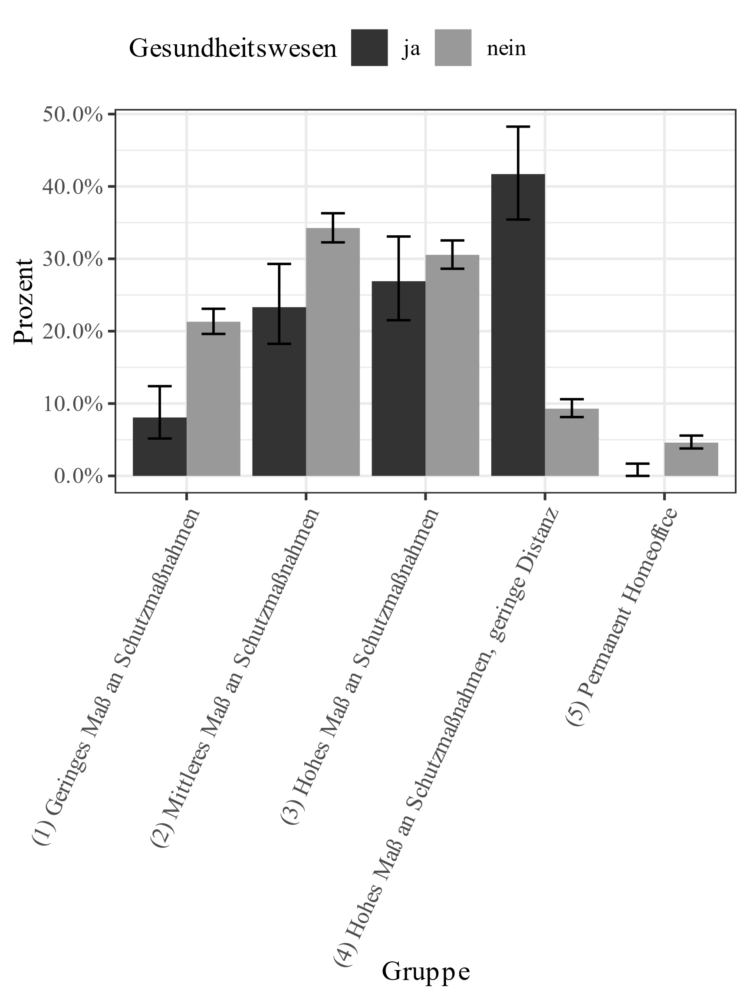 Gesundheitswesen ja nein
50.0%
40.0%
30.0%
20.0%
10.0%
0.0%
Prozent
(1) Geringes Maß an Schutzmaßnahmen
(2) Mittleres Maß an Schutzmaßnahmen
(3) Hohes Maß an Schutzmaßnahmen
(4) Hohes Maß an Schutzmaßnahmen, geringe Distanz
(5) Permanent Homeoffice
Gruppe